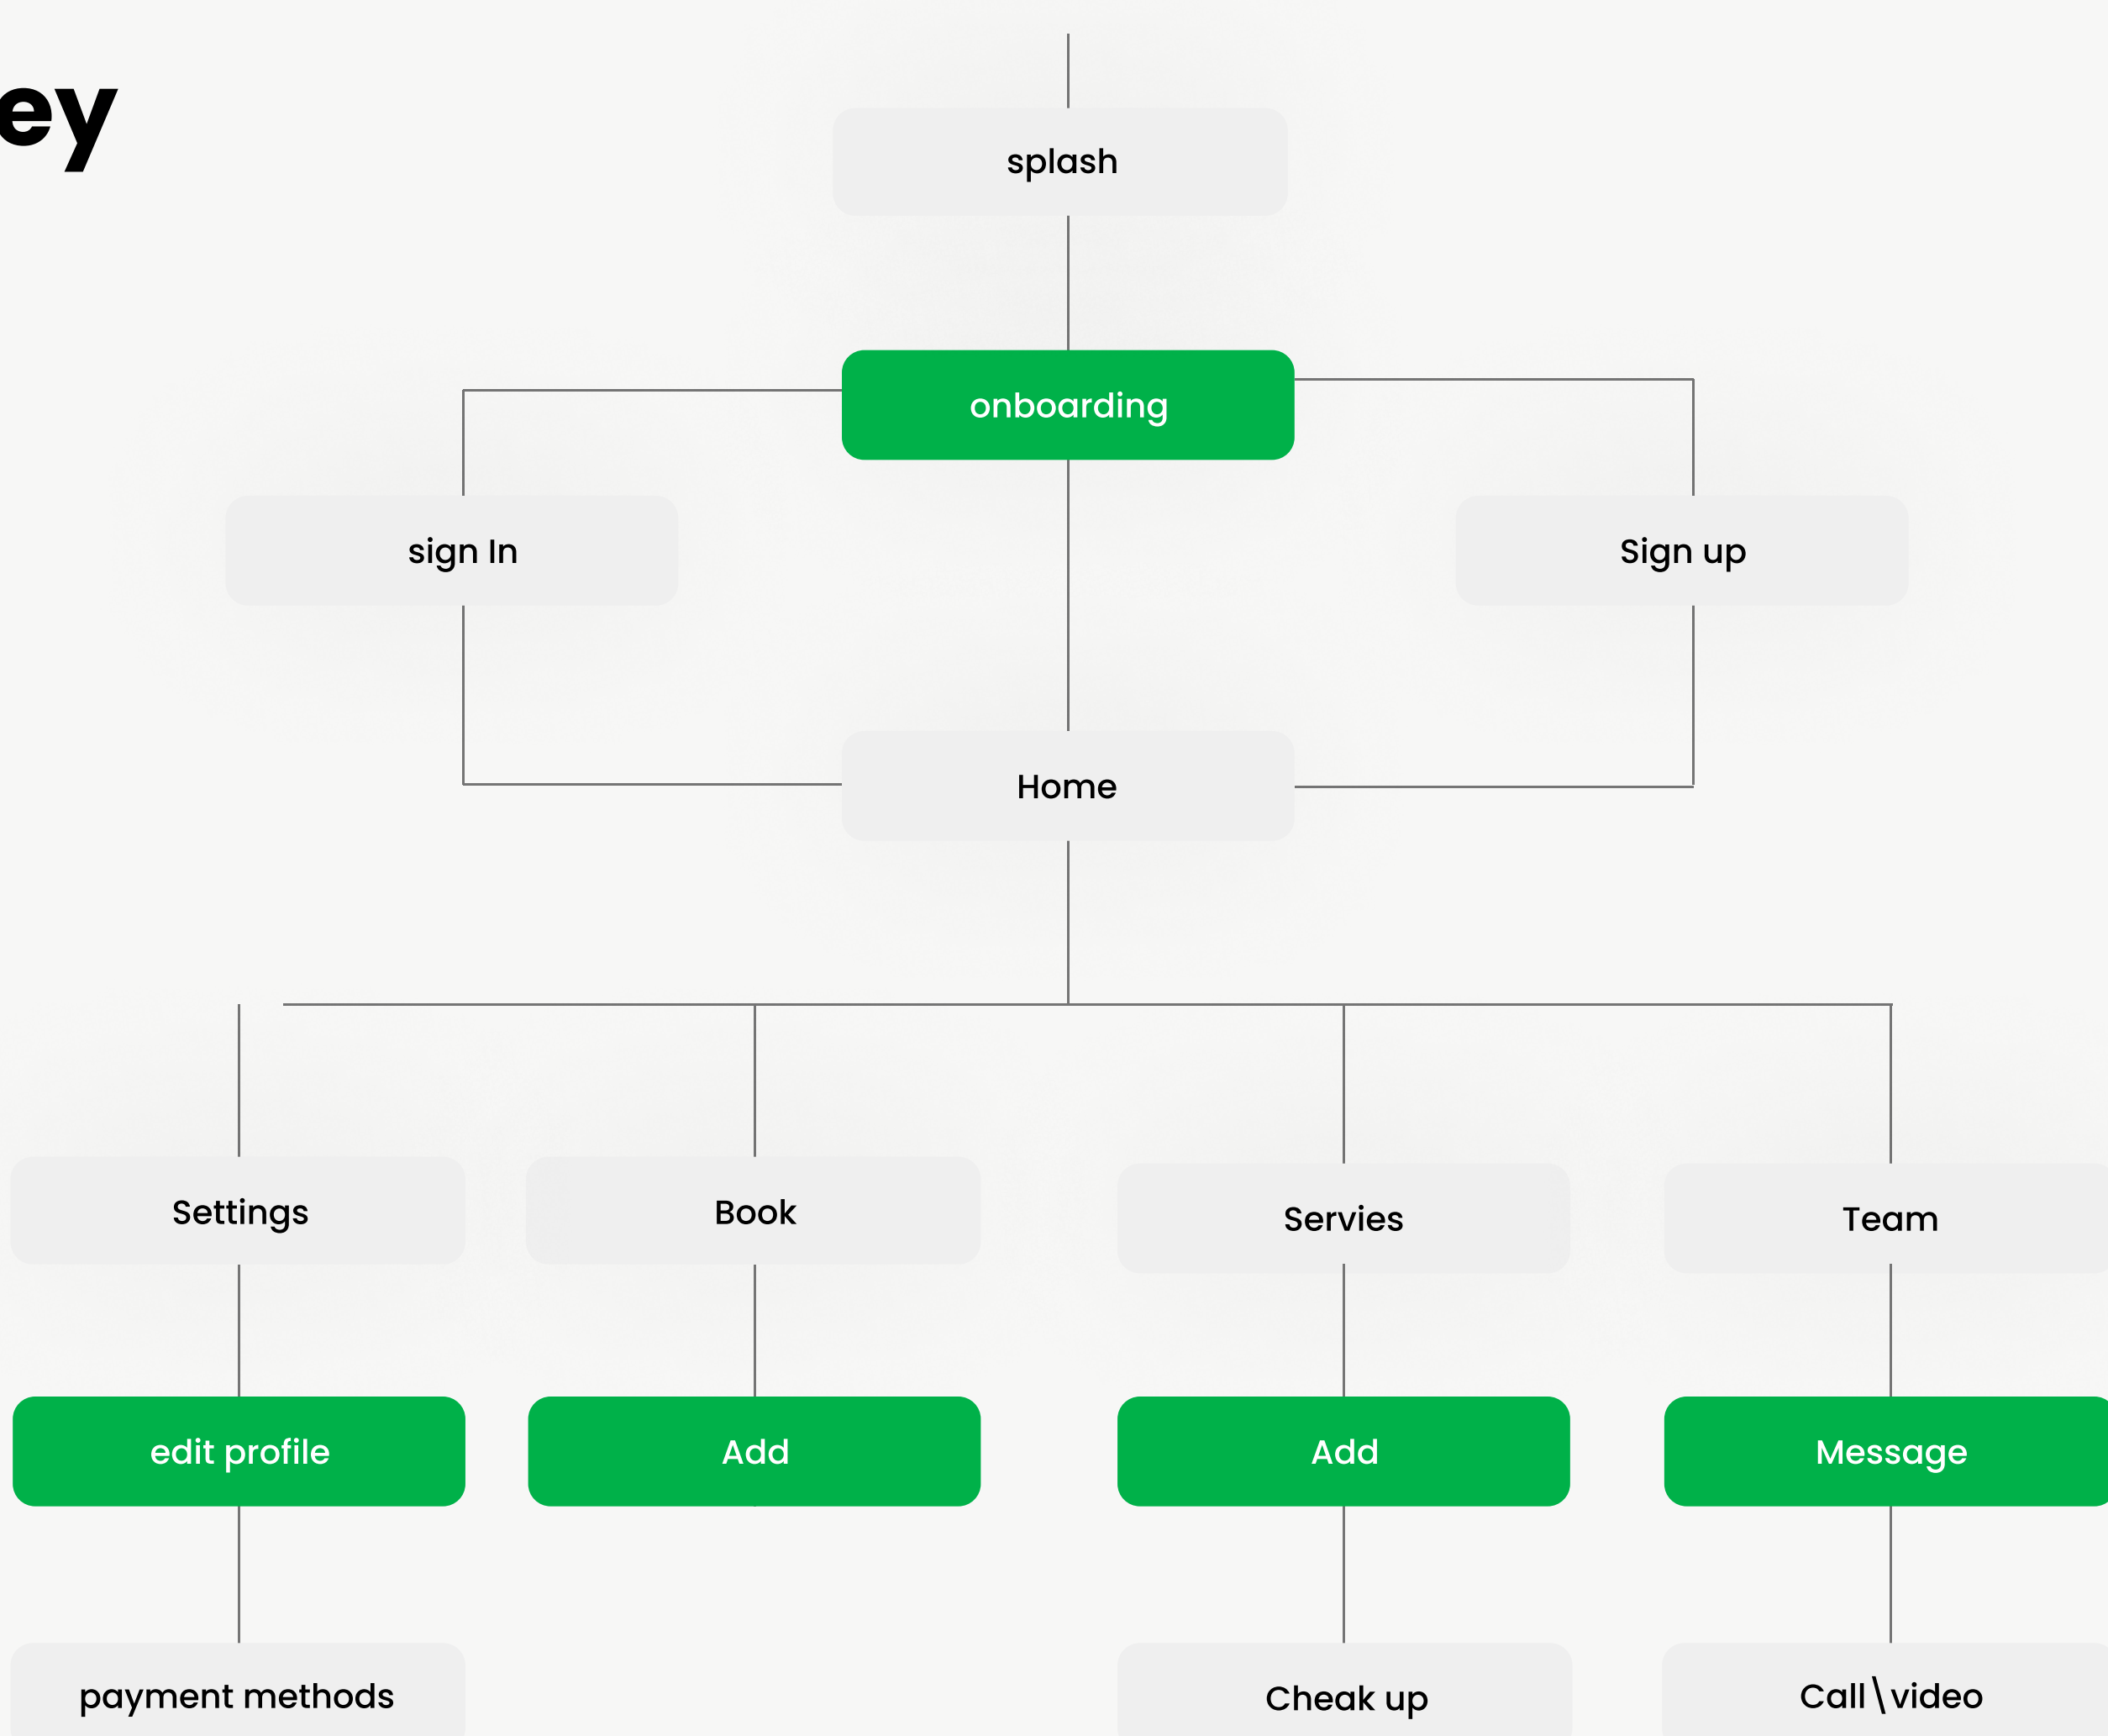 ey
splash
onboarding
sign In
Sign up
Home
Settings
Book
Servies
Team
edit profile
Add
Add
Message
payment methods
Cheak up
Call\video